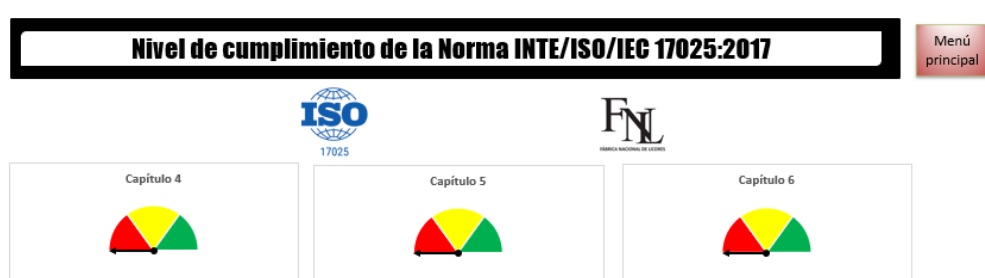 Nivel de cumplimiento de la Norma INTE/ISO/IEC 17025:2017
Menú
principal
ISO
17025
FNL
FÁBRICA NACIONAL DE LICORES
Capítulo 4
Capítulo 5
Capítulo 6